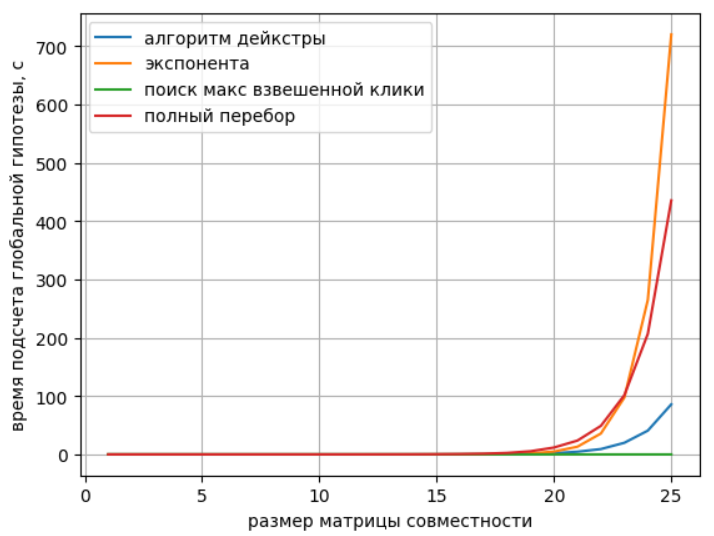 алгоритм дейкстры
экспонента
поиск макс взвешенной клики
полный перебор
время подсчета глобальной гипотезы, с
700
600
500
400
300
200
100
0
0 5 10 15 20 25
размер матрицы совместности